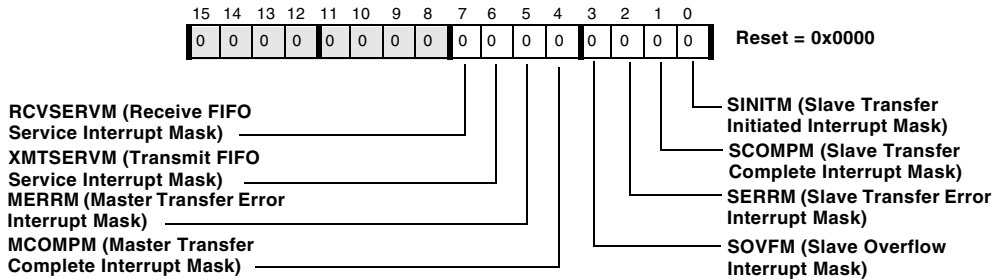 15 14 13 12 11 10 9 8 7 6 5 4 3 2 1 0
0 0 0 0 0 0 0 0 0 0 0 0 0 0 0 0
Reset = 0x0000
RCVSERVM (Receive FIFO
Service Interrupt Mask)
XMTSERVM (Transmit FIFO
Service Interrupt Mask)
MERRM (Master Transfer Error
Interrupt Mask)
MCOMPM (Master Transfer
Complete Interrupt Mask)
SINITM (Slave Transfer
Initiated Interrupt Mask)
SCOMPM (Slave Transfer
Complete Interrupt Mask)
SERRM (Slave Transfer Error
Interrupt Mask)
SOVFM (Slave Overflow
Interrupt Mask)